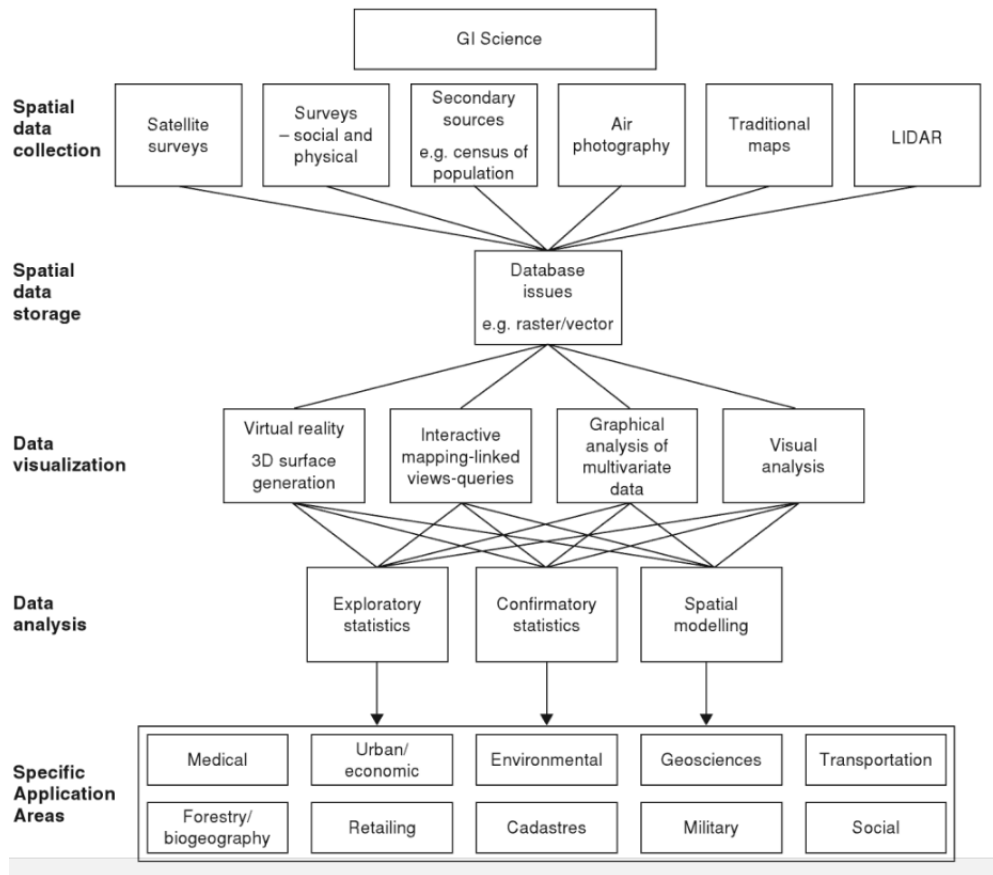 GI Science
Spatial
data
collection
Satellite
surveys
Surveys
– social and
physical
Secondary
sources
e.g. census of
population
Air
photography
Traditional
maps
LIDAR
Spatial
data
storage
Database
issues
e.g. raster/vector
Data
visualization
Virtual reality
3D surface
generation
Interactive
mapping-linked
views-queries
Graphical
analysis of
multivariate
data
Visual
analysis
Data
analysis
Exploratory
statistics
Confirmatory
statistics
Spatial
modelling
Specific
Application
Areas
Medical
Urban/
economic
Environmental
Geosciences
Transportation
Forestry/
biogeography
Retailing
Cadastres
Military
Social